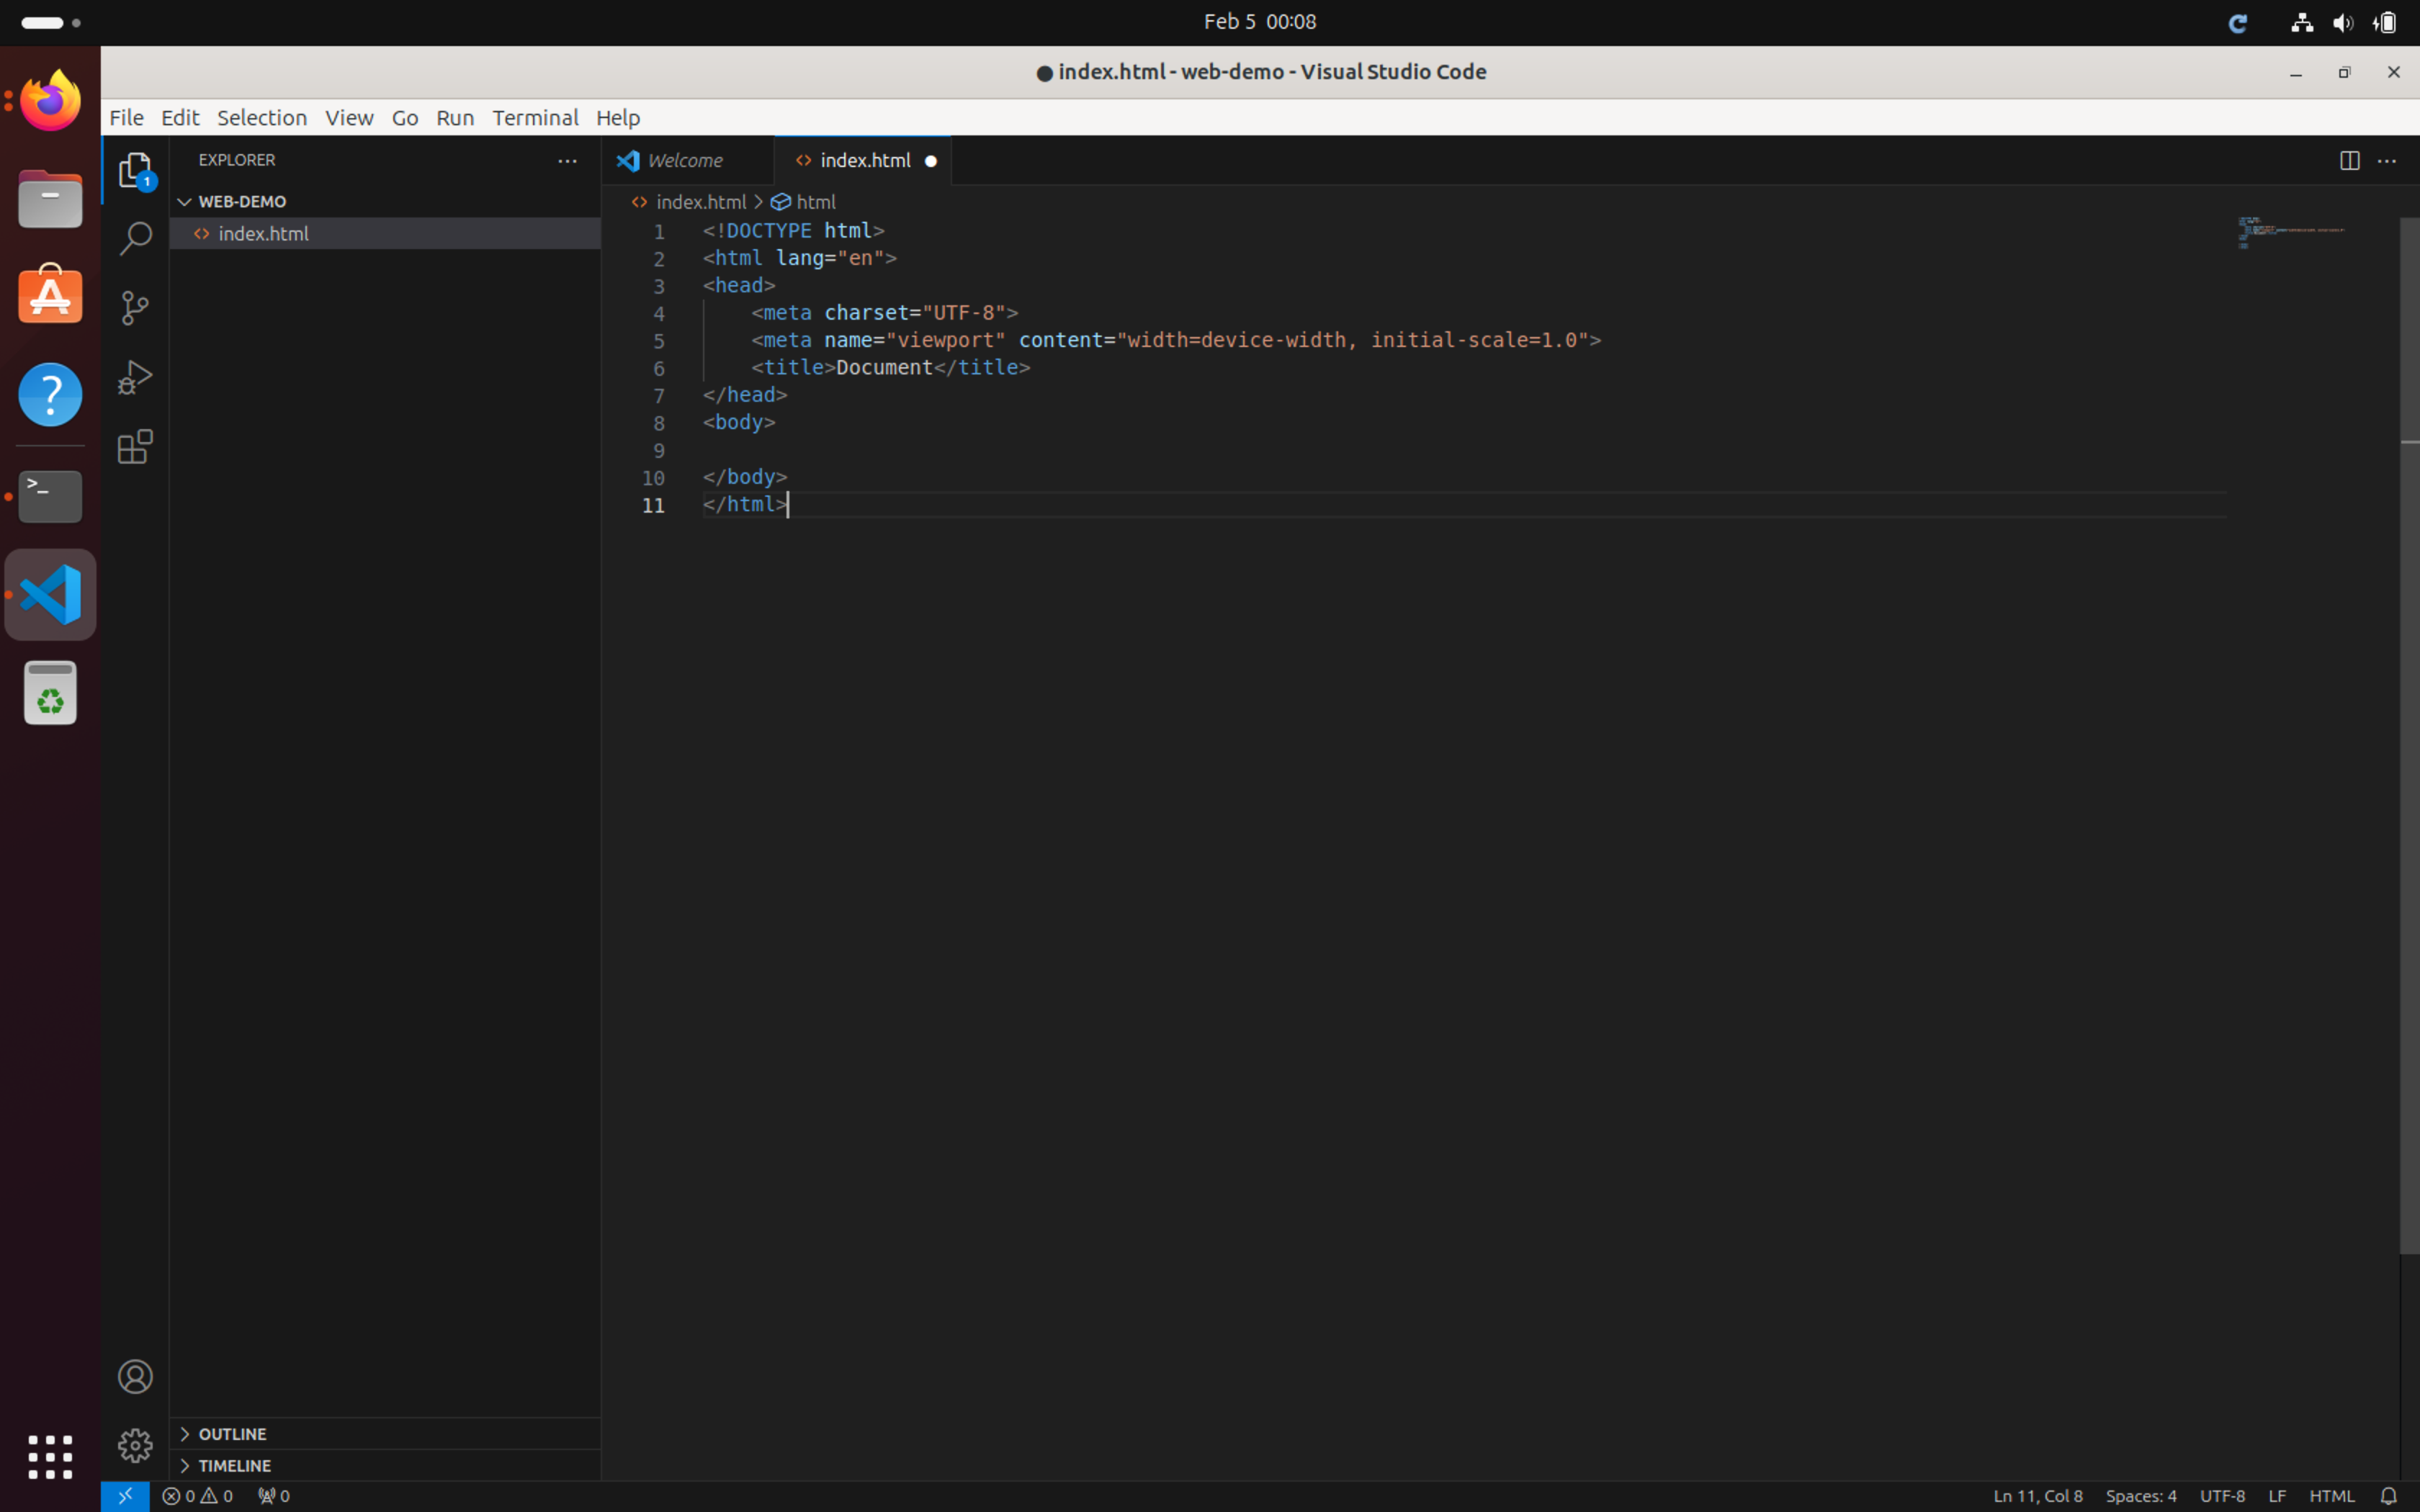 Feb 5 00:08
index.html - web-demo - Visual Studio Code
File Edit Selection View Go Run Terminal Help
EXPLORER
1
WEB-DEMO
index.html
Welcome
index.html
index.html > html
1 <!DOCTYPE html>
2 <html lang="en">
3 <head>
4 <meta charset="UTF-8">
5 <meta name="viewport" content="width=device-width, initial-scale=1.0">
6 <title>Document</title>
7 </head>
8 <body>
9
10 </body>
11 </html>
OUTLINE
TIMELINE
0 0 0
Ln 11, Col 8 Spaces: 4 UTF-8 LF HTML